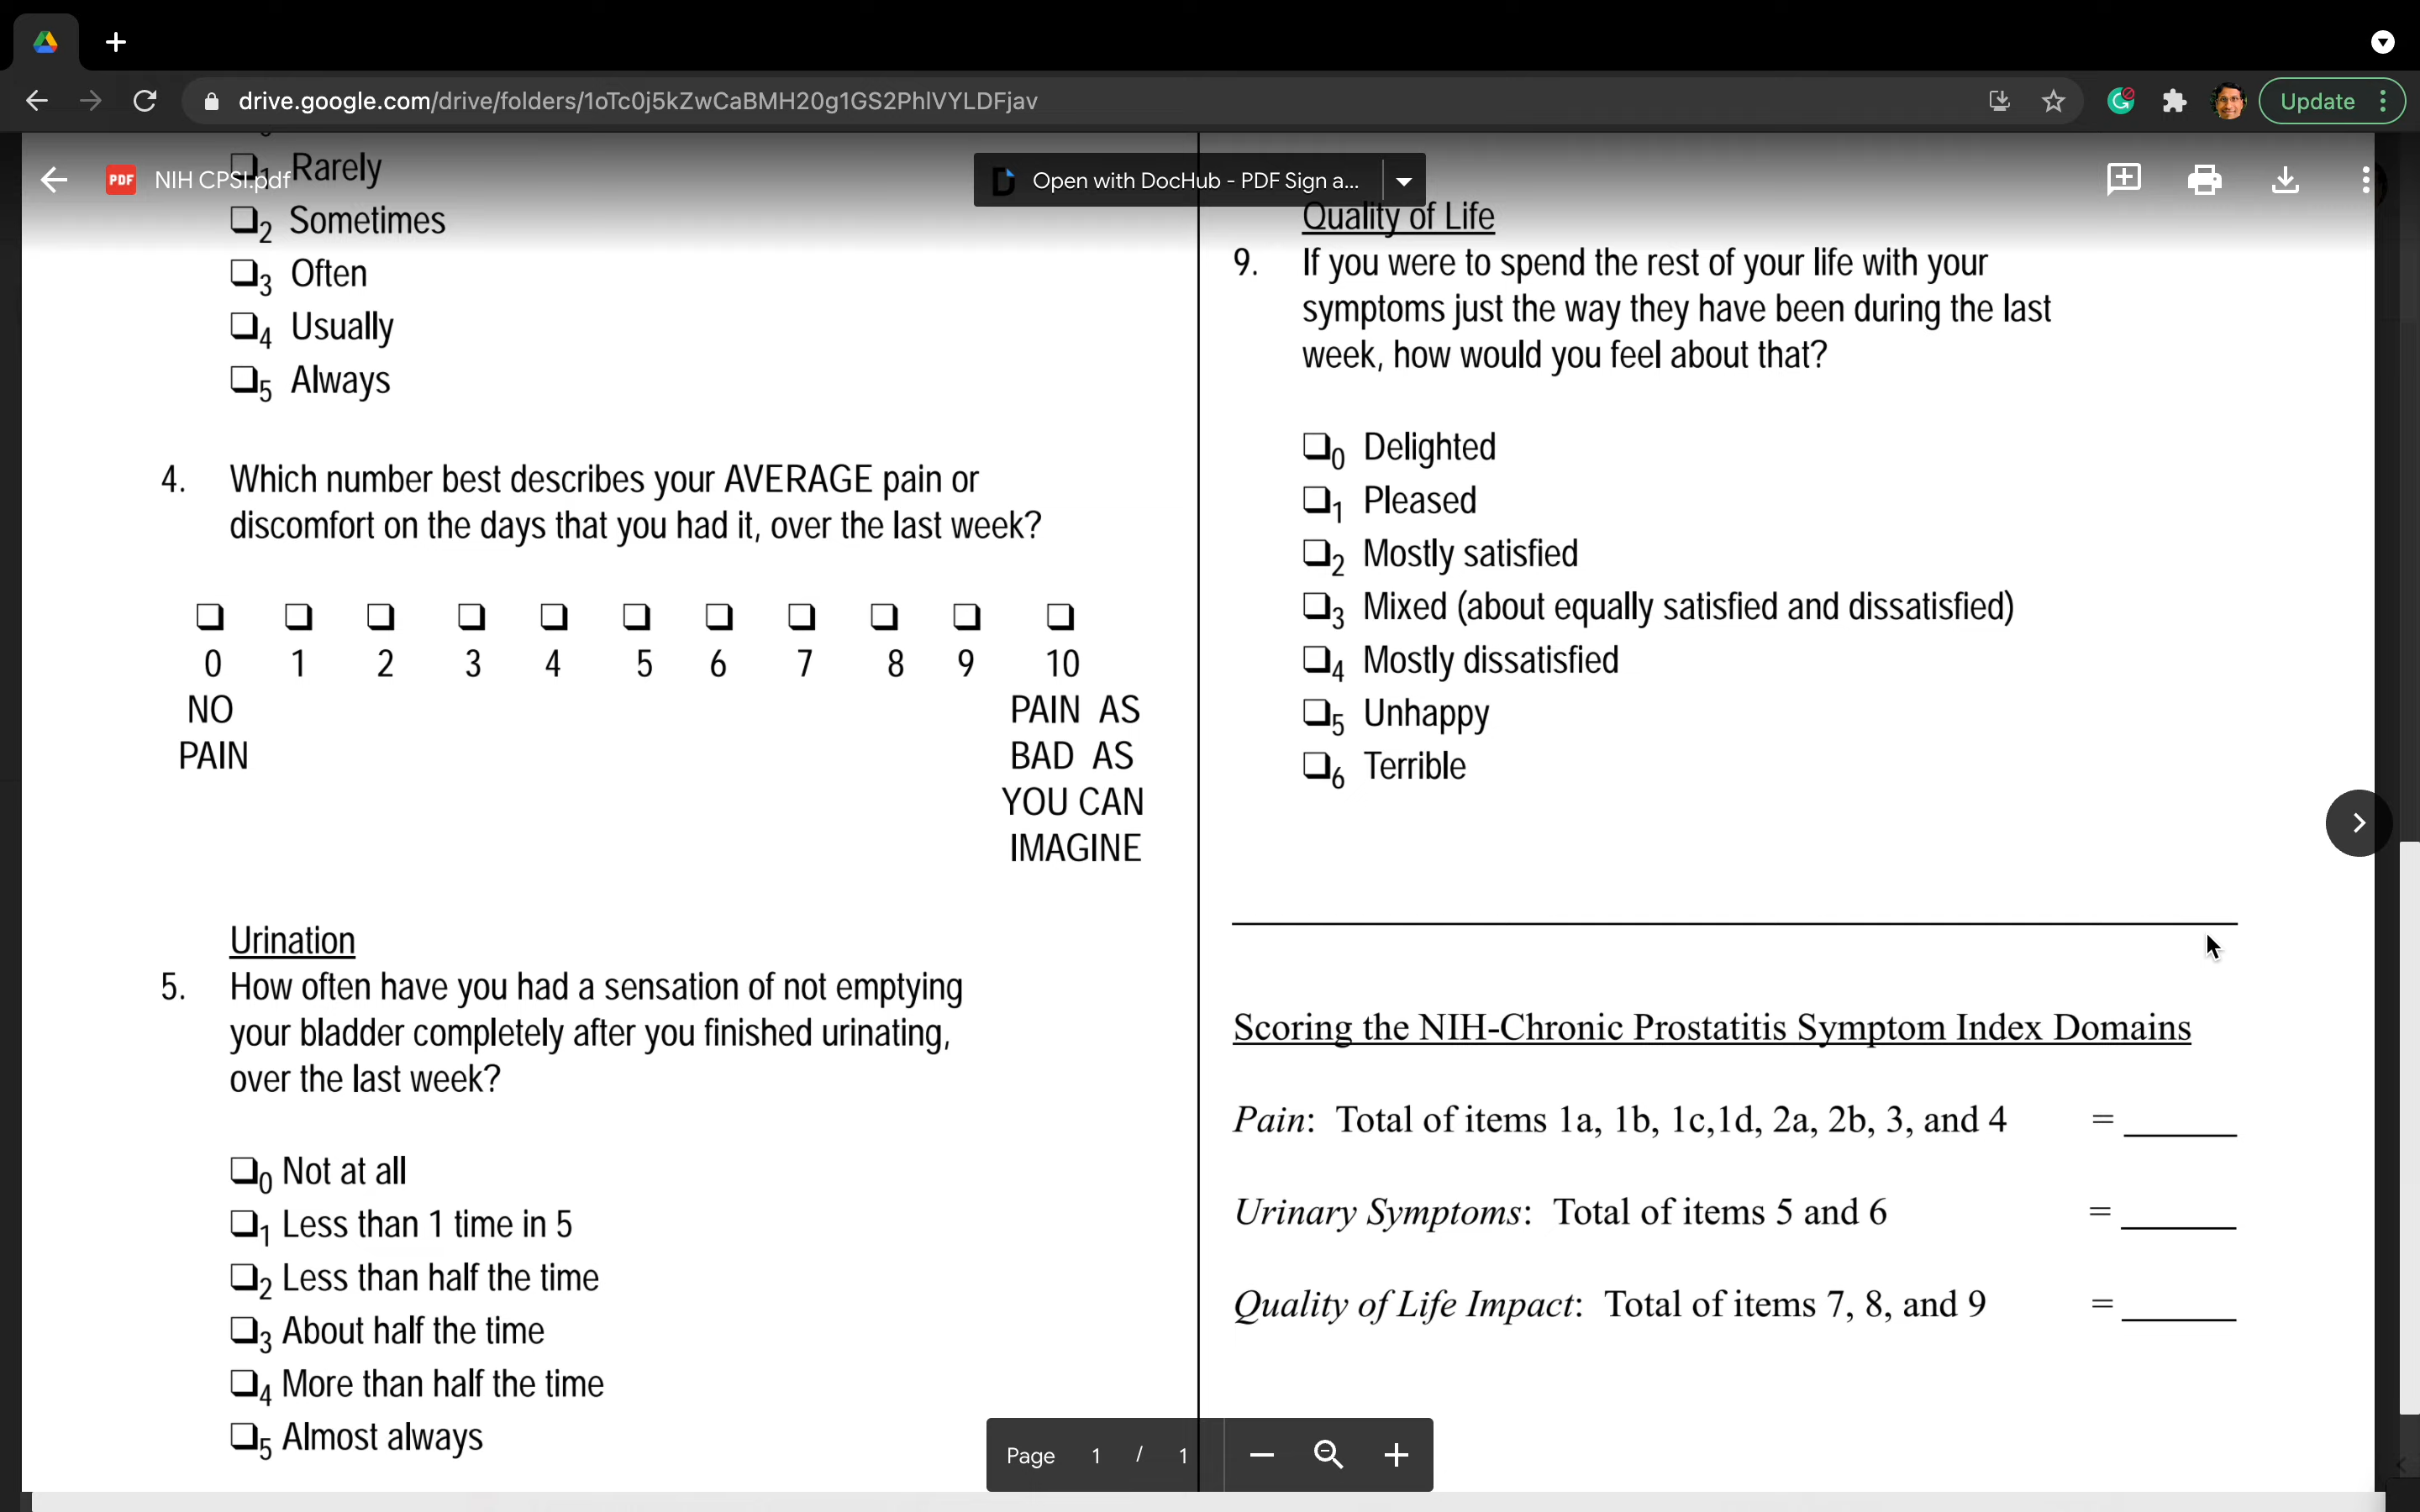 drive.google.com/drive/folders/1oTc0j5kZwCaBMH20g1GS2PhlVYLDFjav
Update
PDF NIH CPSI.pdf
Open with DocHub - PDF Sign a...
❏1 Rarely
❏2 Sometimes
❏3 Often
❏4 Usually
❏5 Always
4. Which number best describes your AVERAGE pain or
discomfort on the days that you had it, over the last week?
❏ ❏ ❏ ❏ ❏ ❏ ❏ ❏ ❏ ❏ ❏
0 1 2 3 4 5 6 7 8 9 10
NO PAIN AS
PAIN BAD AS
YOU CAN
IMAGINE
Urination
5. How often have you had a sensation of not emptying
your bladder completely after you finished urinating,
over the last week?
❏0 Not at all
❏1 Less than 1 time in 5
❏2 Less than half the time
❏3 About half the time
❏4 More than half the time
❏5 Almost always
Quality of Life
9. If you were to spend the rest of your life with your
symptoms just the way they have been during the last
week, how would you feel about that?
❏0 Delighted
❏1 Pleased
❏2 Mostly satisfied
❏3 Mixed (about equally satisfied and dissatisfied)
❏4 Mostly dissatisfied
❏5 Unhappy
❏6 Terrible
Scoring the NIH-Chronic Prostatitis Symptom Index Domains
Pain: Total of items 1a, 1b, 1c,1d, 2a, 2b, 3, and 4 = ______
Urinary Symptoms: Total of items 5 and 6 = ______
Quality of Life Impact: Total of items 7, 8, and 9 = ______
Page 1 / 1